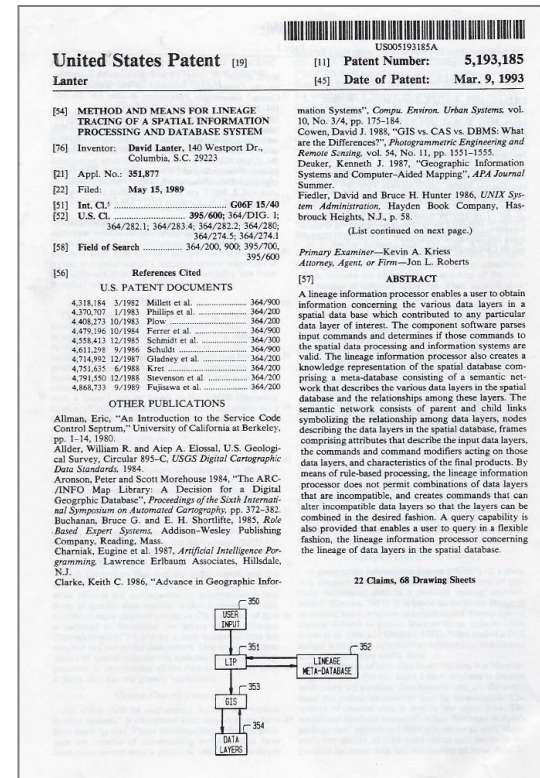 US005193185A
United States Patent [19]
Lanter
[11] Patent Number: 5,193,185
[45] Date of Patent: Mar. 9, 1993
[54] METHOD AND MEANS FOR LINEAGE
TRACING OF A SPATIAL INFORMATION
PROCESSING AND DATABASE SYSTEM
[76] Inventor: David Lanter, 140 Westport Dr.,
Columbia, S.C. 29223
[21] Appl. No.: 351,877
[22] Filed: May 15, 1989
[51] Int. Cl.5 ............................ G06F 15/40
[52] U.S. Cl. ........................ 395/600; 364/DIG. 1;
364/282.1; 364/283.4; 364/282.2; 364/280;
364/274.5; 364/274.1
[58] Field of Search ............... 364/200, 900; 395/700,
395/600
[56] References Cited
U.S. PATENT DOCUMENTS
4,318,184 3/1982 Millett et al. .................... 364/900
4,370,707 1/1983 Phillips et al. .................... 364/200
4,408,273 10/1983 Plow ................................ 364/200
4,479,196 10/1984 Ferrer et al. ..................... 364/900
4,558,413 12/1985 Schmidt et al. ................. 364/300
4,611,298 9/1986 Schuldt ........................... 364/900
4,714,992 12/1987 Gladney et al. ................. 364/200
4,751,635 6/1988 Kret ................................. 364/200
4,791,550 12/1988 Stevenson et al. .............. 364/200
4,868,733 9/1989 Fujisawa et al. ................ 364/200
OTHER PUBLICATIONS
Allman, Eric, "An Introduction to the Service Code
Control Septrum," University of California at Berkeley,
pp. 1-14, 1980.
Allder, William R. and Aiep A. Elossal, U.S. Geologi-
cal Survey, Circular 895-C, USGS Digital Cartographic
Data Standards, 1984.
Aronson, Peter and Scott Morehouse 1984, "The ARC-
/INFO Map Library: A Decision for a Digital
Geogrphic Database", Proceedings of the Sixth Internati-
nal Symposium on Automated Cartography, pp. 372-382.
Buchanan, Bruce G. and E. H. Shortlifte, 1985, Role
Based Expert Systems, Addison-Wesley Publishing
Company, Reading, Mass.
Charniak, Eugine et al. 1987, Artificial Intelligence Por-
gramming, Lawrence Erlbaum Associates, Hillsdale,
N.J.
Clarke, Keith C. 1986, "Advance in Geographic Infor-
mation Systems", Compu. Environ. Urban Systems, vol.
10, No. 3/4, pp. 175-184.
Cowen, David J. 1988, "GIS vs. CAS vs. DBMS: What
are the Differences?", Photogrammetric Engineering and
Remote Sensing, vol. 54, No. 11, pp. 1551-1555.
Deuker, Kenneth J. 1987, "Geographic Information
Systems and Computer-Aided Mapping", APA Journal
Summer.
Fiedler, David and Bruce H. Hunter 1986, UNIX Sys-
tem Administration, Hayden Book Company, Has-
brouck Heights, N.J., p. 58.
(List continued on next page.)
Primary Examiner—Kevin A. Kriess
Attorney, Agent, or Firm—Jon L. Roberts
[57] ABSTRACT
A lineage information processor enables a user to obtain
information concerning the various data layers in a
spatial data base which contributed to any particular
data layer of interest. The component software parses
input commands and determines if those commands to
the spatial data processing and information systems are
valid. The lineage information processor also creates a
knowledge representation of the spatial database com-
prising a meta-database consisting of a semantic net-
work that describes the various data layers in the spatial
database and the relationships among these layers. The
semantic network consists of parent and child links
symbolizing the relationship among data layers, nodes
describing the data layers in the spatial database, frames
comprising attributes that describe the input data layers,
the commands and command modifiers acting on those
data layers, and characteristics of the final products. By
means of rule-based processing, the lineage information
processor does not permit combinations of data layers
that are incompatible, and creates commands that can
alter incompatible data layers so that the layers can be
combined in the desired fashion. A query capability is
also provided that enables a user to query in a flexible
fashion, the lineage information processor concerning
the lineage of data layers in the spatial database.
22 Claims, 68 Drawing Sheets
350
USER
INPUT
351
LIP
352
LINEAGE
META-DATABASE
353
GIS
354
DATA
LAYERS